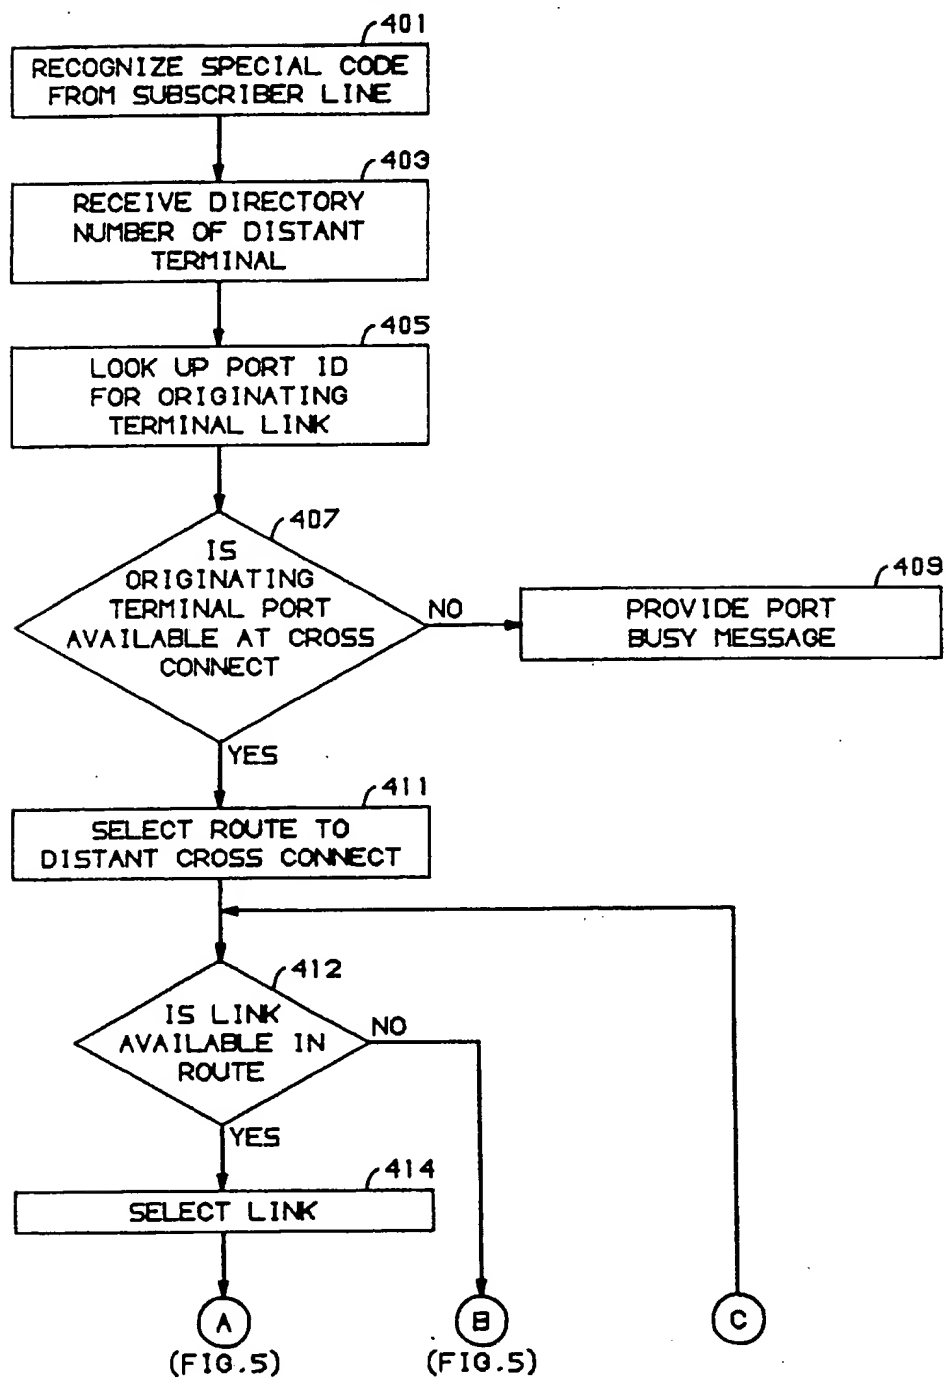 401
RECOGNIZE SPECIAL CODE
FROM SUBSCRIBER LINE
403
RECEIVE DIRECTORY
NUMBER OF DISTANT
TERMINAL
405
LOOK UP PORT ID
FOR ORIGINATING
TERMINAL LINK
407
IS
ORIGINATING
TERMINAL PORT
AVAILABLE AT CROSS
CONNECT
NO
409
PROVIDE PORT
BUSY MESSAGE
YES
411
SELECT ROUTE TO
DISTANT CROSS CONNECT
412
IS LINK
AVAILABLE IN
ROUTE
NO
YES
414
SELECT LINK
A
(FIG.5)
B
(FIG.5)
C